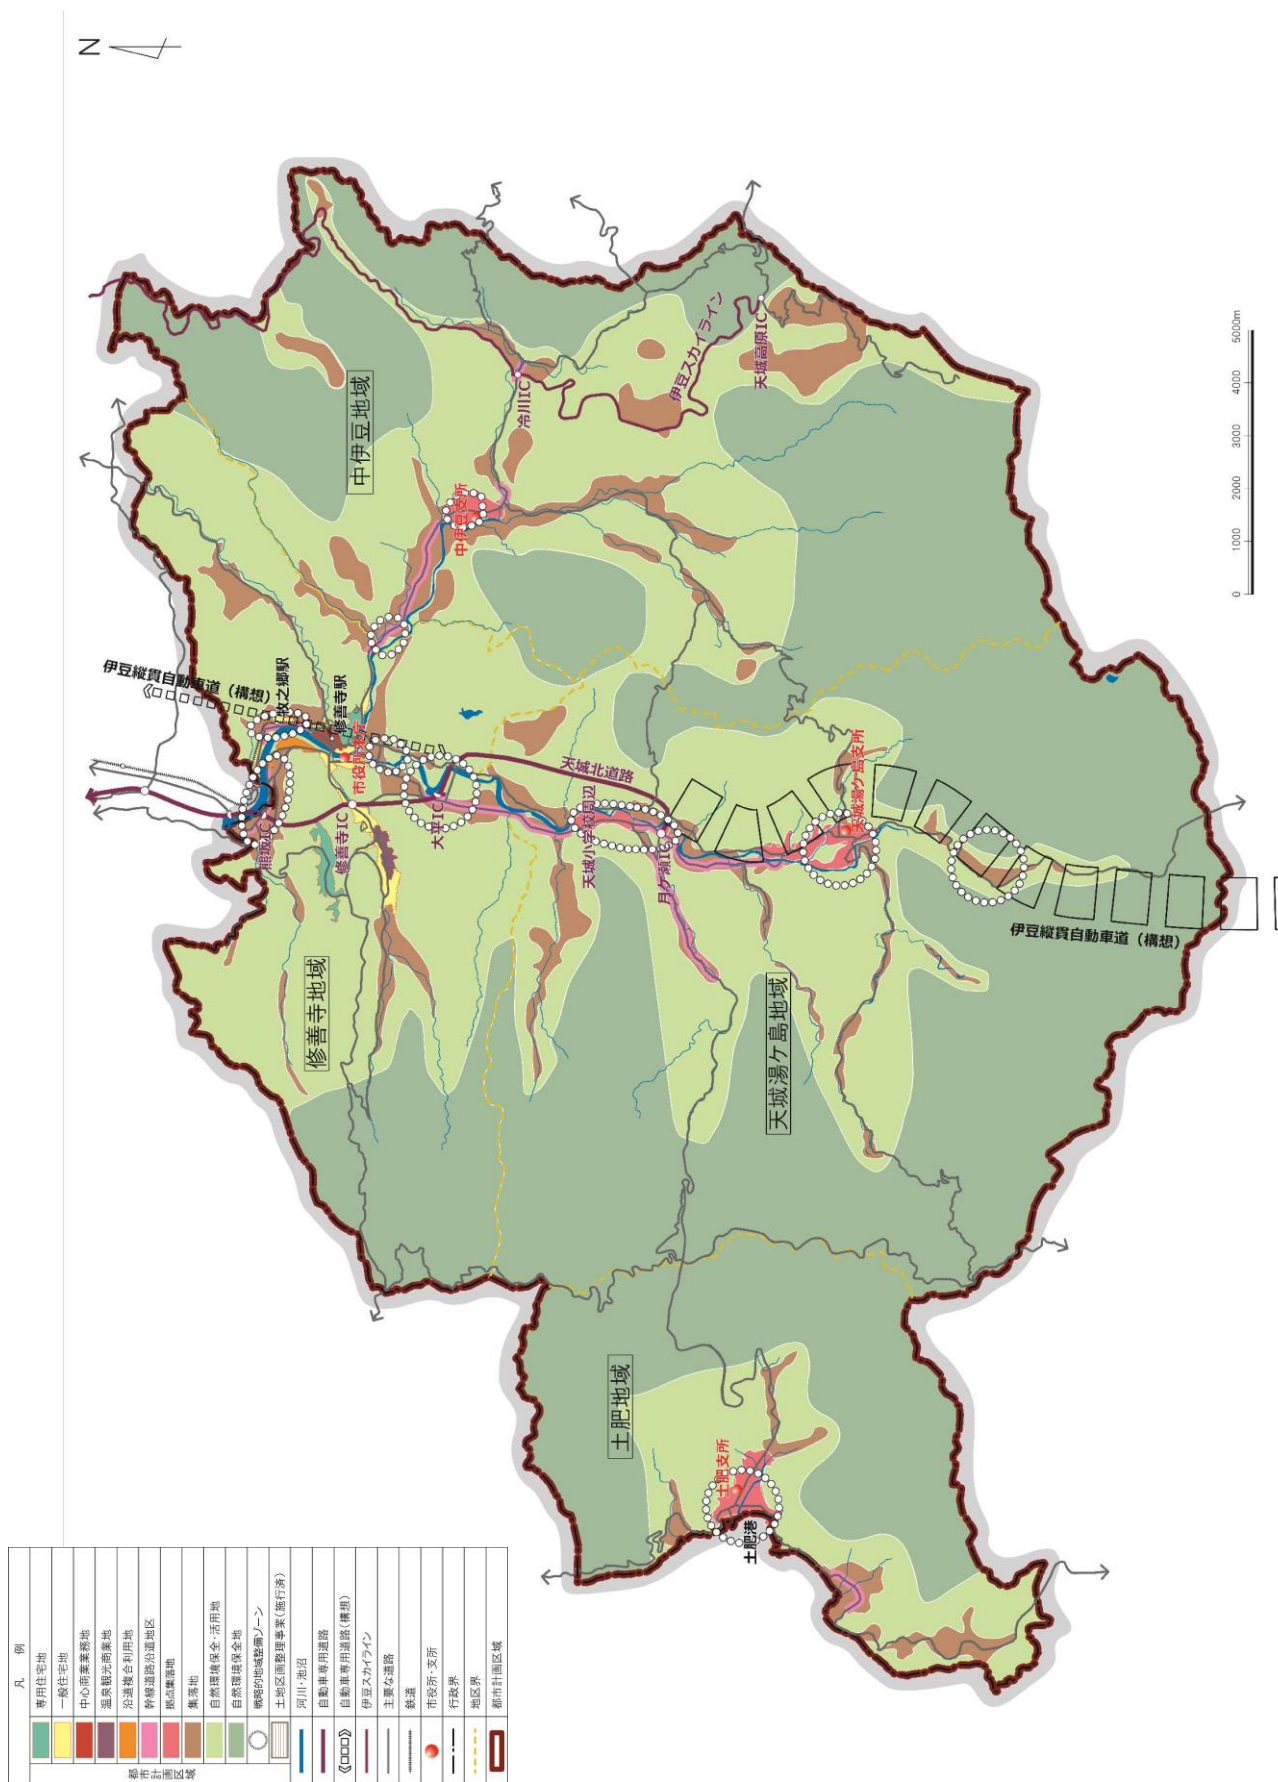 N
中伊豆地域
伊豆スカイライン
天城高原IC
冷川IC
中伊豆支所
伊豆縦貫自動車道（構想）
牧之郷駅
修善寺駅
市役所本庁
熊坂IC
修善寺IC
大平IC
天城北道路
天城小学校周辺
月ケ瀬IC
天城湯ケ島支所
伊豆縦貫自動車道（構想）
修善寺地域
天城湯ケ島地域
土肥地域
土肥支所
土肥港
0 1000 2000 3000 4000 5000m
凡 例
都市計画区域
専用住宅地
一般住宅地
中心商業業務地
温泉観光商業地
沿道複合利用地
幹線道路沿道地区
拠点集落地
集落地
自然環境保全・活用地
自然環境保全地
戦略的地域整備ゾーン
土地区画整理事業(施行済)
河川・池沼
自動車専用道路
自動車専用道路(構想)
伊豆スカイライン
主要な道路
鉄道
市役所・支所
行政界
地区界
都市計画区域